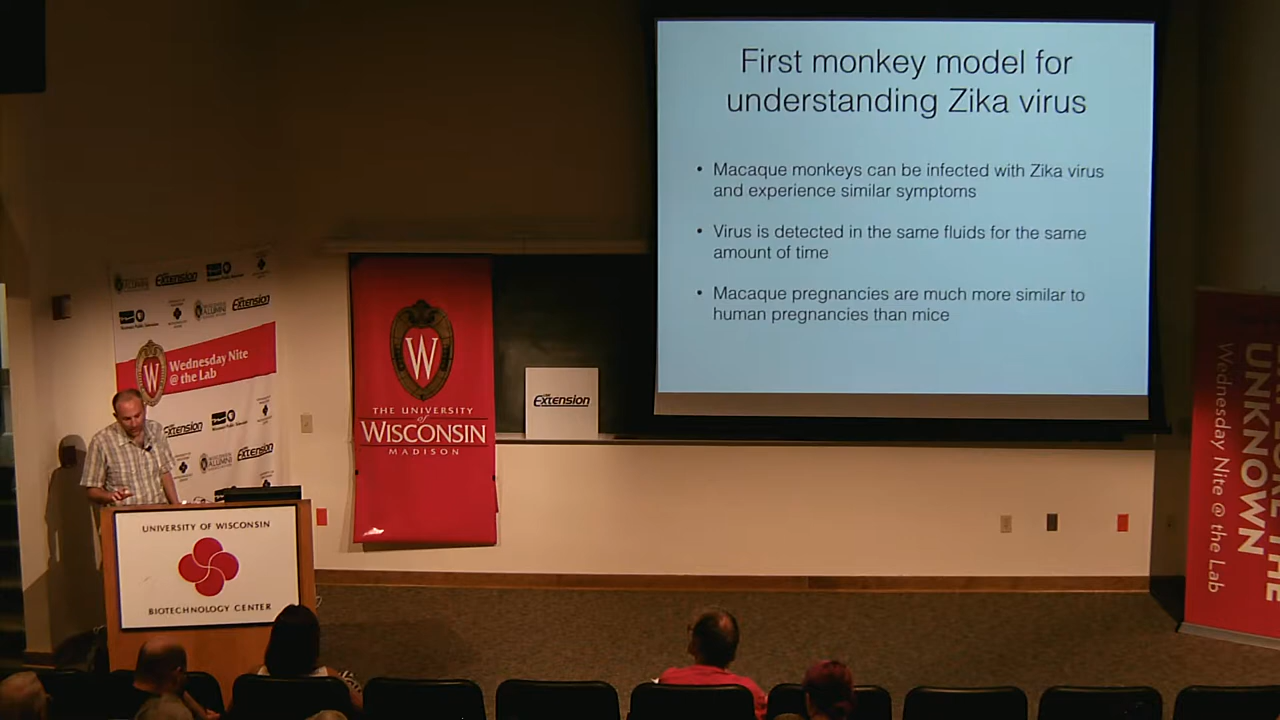 First monkey model for
understanding Zika virus
• Macaque monkeys can be infected with Zika virus
and experience similar symptoms
• Virus is detected in the same fluids for the same
amount of time
• Macaque pregnancies are much more similar to
human pregnancies than mice
Extension
Extension
W
Wednesday Nite
@ the Lab
Extension
Extension
W
THE UNIVERSITY
of
WISCONSIN
MADISON
Extension
UNIVERSITY OF WISCONSIN
BIOTECHNOLOGY CENTER
THE
UNKNOWN
Wednesday Nite @ the Lab